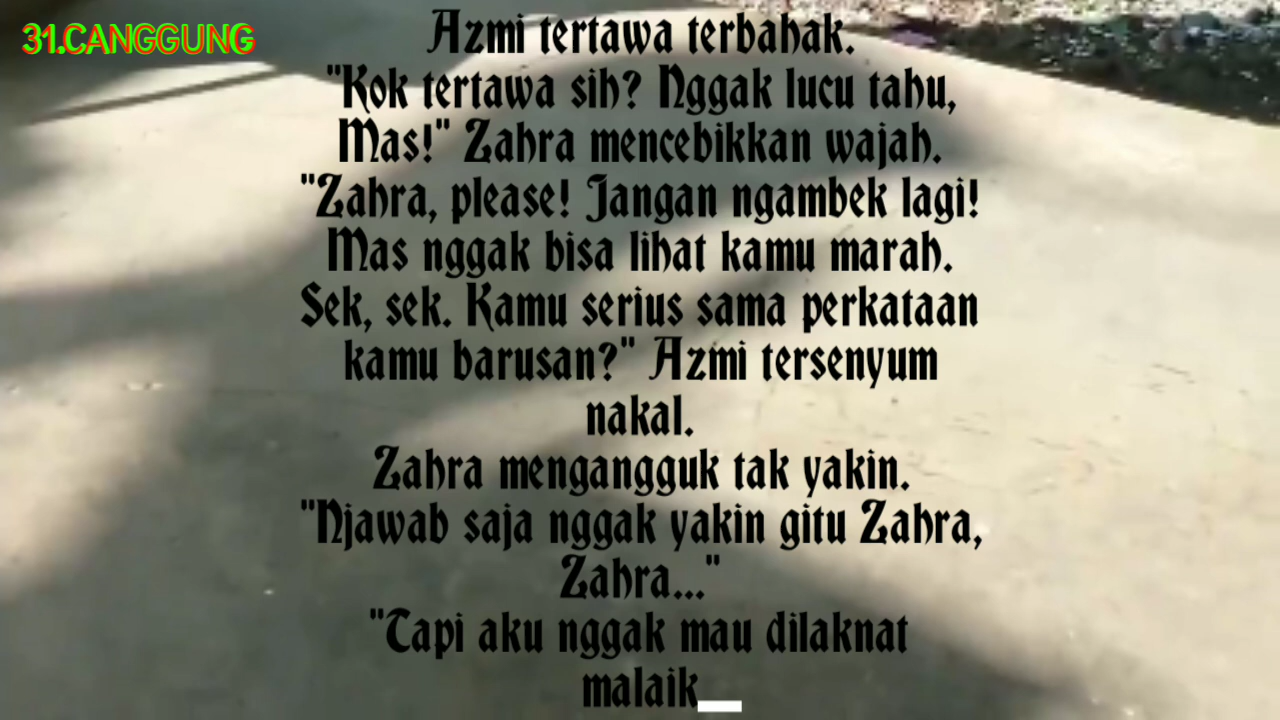 31.CANGGUNG
Azmi tertawa terbahak.
"Kok tertawa sih? Nggak lucu tahu,
Mas!" Zahra mencebikkan wajah.
"Zahra, please! Jangan ngambek lagi!
Mas nggak bisa lihat kamu marah.
Sek, sek. Kamu serius sama perkataan
kamu barusan?" Azmi tersenyum
nakal.
Zahra mengangguk tak yakin.
"Njawab saja nggak yakin gitu Zahra,
Zahra..."
"Tapi aku nggak mau dilaknat
malaik